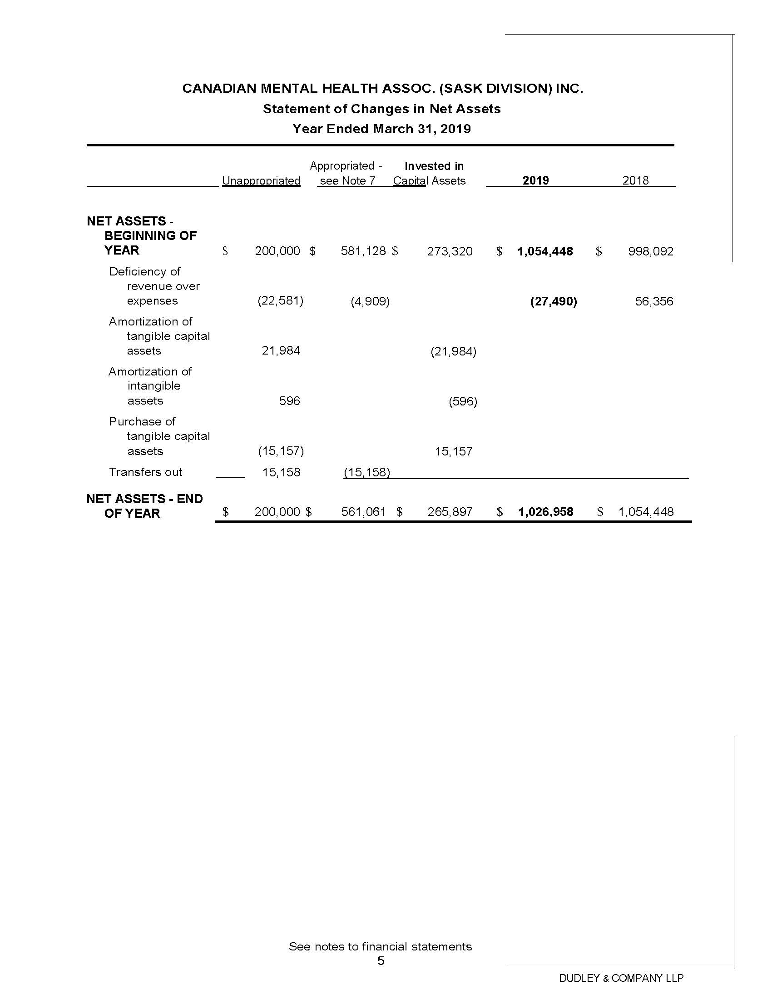 CANADIAN MENTAL HEALTH ASSOC. (SASK DIVISION) INC.
Statement of Changes in Net Assets
Year Ended March 31, 2019
Appropriated - Invested in
Unappropriated see Note 7 Capital Assets 2019 2018
NET ASSETS -
BEGINNING OF
YEAR $ 200,000 $ 581,128 $ 273,320 $ 1,054,448 $ 998,092
Deficiency of
revenue over
expenses (22,581) (4,909) (27,490) 56,356
Amortization of
tangible capital
assets 21,984 (21,984)
Amortization of
intangible
assets 596 (596)
Purchase of
tangible capital
assets (15,157) 15,157
Transfers out 15,158 (15,158)
NET ASSETS - END
OF YEAR $ 200,000 $ 561,061 $ 265,897 $ 1,026,958 $ 1,054,448
See notes to financial statements
5
DUDLEY & COMPANY LLP